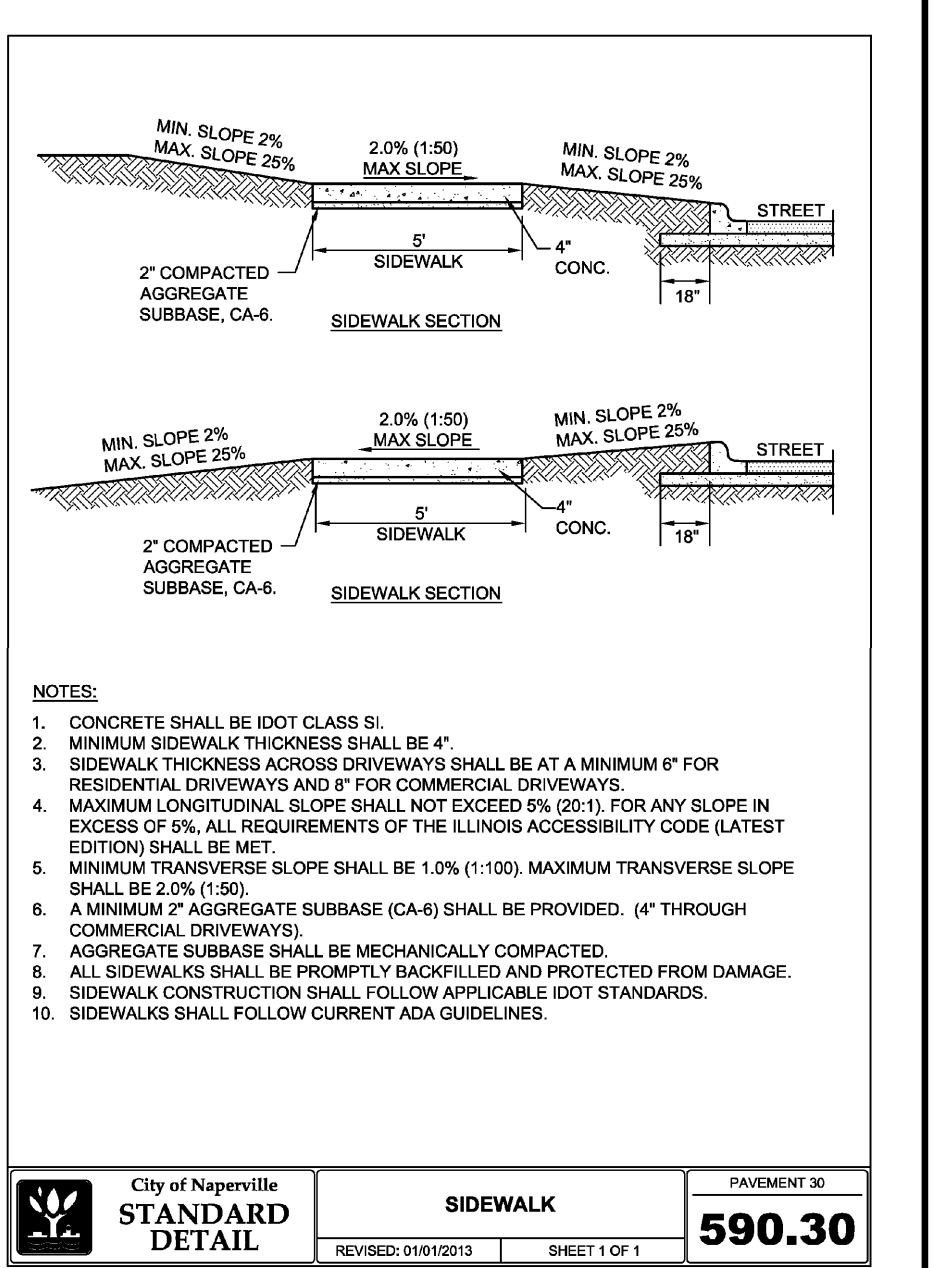 MIN. SLOPE 2%
MAX. SLOPE 25%
2.0% (1:50)
MAX SLOPE
MIN. SLOPE 2%
MAX. SLOPE 25%
STREET
5'
SIDEWALK
4"
CONC.
2" COMPACTED
AGGREGATE
SUBBASE, CA-6.
18"
SIDEWALK SECTION
MIN. SLOPE 2%
MAX. SLOPE 25%
2.0% (1:50)
MAX SLOPE
MIN. SLOPE 2%
MAX. SLOPE 25%
STREET
5'
SIDEWALK
4"
CONC.
2" COMPACTED
AGGREGATE
SUBBASE, CA-6.
18"
SIDEWALK SECTION
NOTES:
1. CONCRETE SHALL BE IDOT CLASS SI.
2. MINIMUM SIDEWALK THICKNESS SHALL BE 4".
3. SIDEWALK THICKNESS ACROSS DRIVEWAYS SHALL BE AT A MINIMUM 6" FOR
RESIDENTIAL DRIVEWAYS AND 8" FOR COMMERCIAL DRIVEWAYS.
4. MAXIMUM LONGITUDINAL SLOPE SHALL NOT EXCEED 5% (20:1). FOR ANY SLOPE IN
EXCESS OF 5%, ALL REQUIREMENTS OF THE ILLINOIS ACCESSIBILITY CODE (LATEST
EDITION) SHALL BE MET.
5. MINIMUM TRANSVERSE SLOPE SHALL BE 1.0% (1:100). MAXIMUM TRANSVERSE SLOPE
SHALL BE 2.0% (1:50).
6. A MINIMUM 2" AGGREGATE SUBBASE (CA-6) SHALL BE PROVIDED. (4" THROUGH
COMMERCIAL DRIVEWAYS).
7. AGGREGATE SUBBASE SHALL BE MECHANICALLY COMPACTED.
8. ALL SIDEWALKS SHALL BE PROMPTLY BACKFILLED AND PROTECTED FROM DAMAGE.
9. SIDEWALK CONSTRUCTION SHALL FOLLOW APPLICABLE IDOT STANDARDS.
10. SIDEWALKS SHALL FOLLOW CURRENT ADA GUIDELINES.
City of Naperville
STANDARD
DETAIL
SIDEWALK
REVISED: 01/01/2013
SHEET 1 OF 1
PAVEMENT 30
590.30